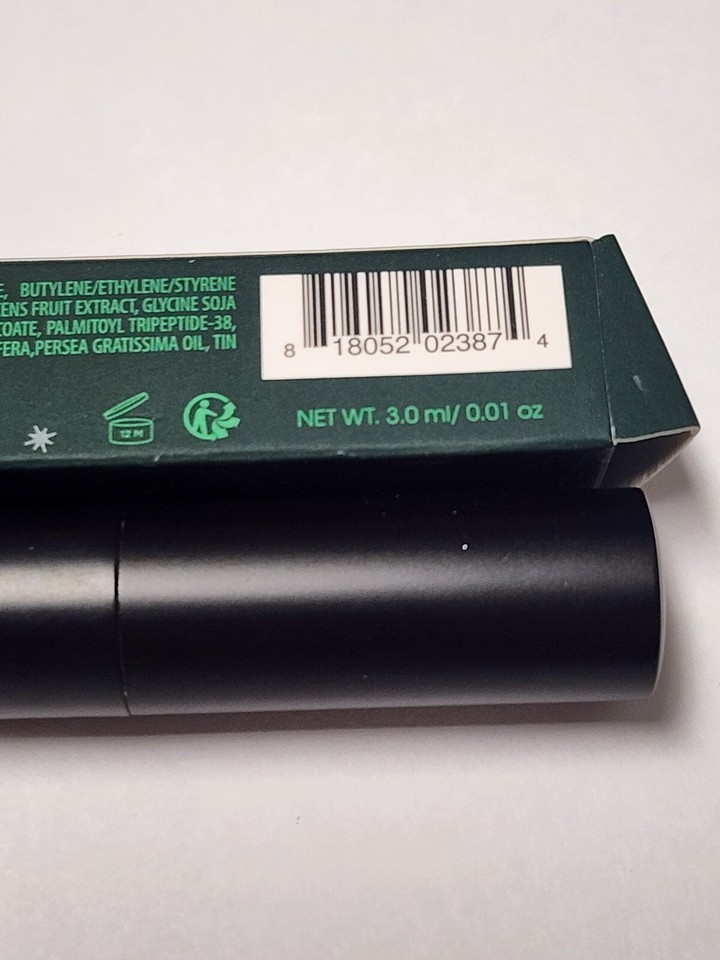 E, BUTYLENE/ETHYLENE/STYRENE
CENS FRUIT EXTRACT, GLYCINE SOJA
COATE, PALMITOYL TRIPEPTIDE-38,
FERA,PERSEA GRATISSIMA OIL, TIN
8 18052 02387 4
12 M
NET WT. 3.0 ml/ 0.01 oz